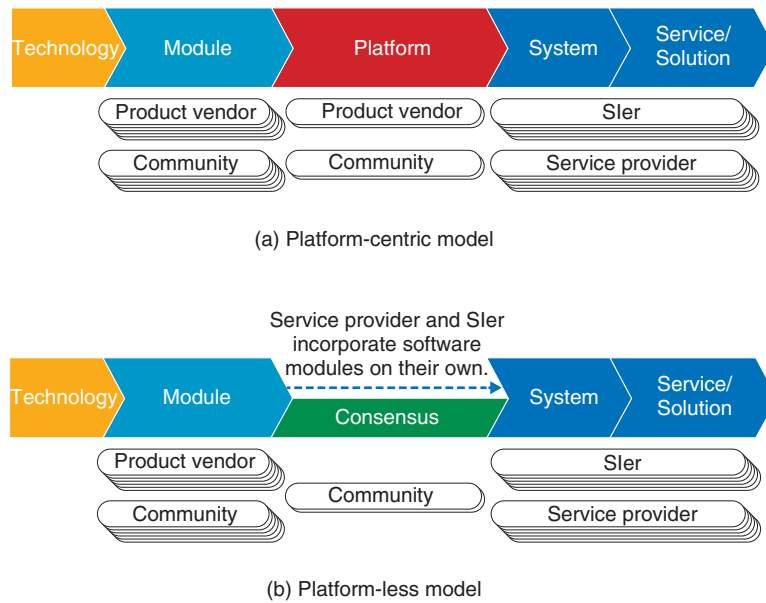 Technology
Module
Platform
System
Service/
Solution
Product vendor
Product vendor
SIer
Community
Community
Service provider
(a) Platform-centric model
Service provider and SIer
incorporate software
modules on their own.
Technology
Module
Consensus
System
Service/
Solution
Product vendor
SIer
Community
Community
Service provider
(b) Platform-less model